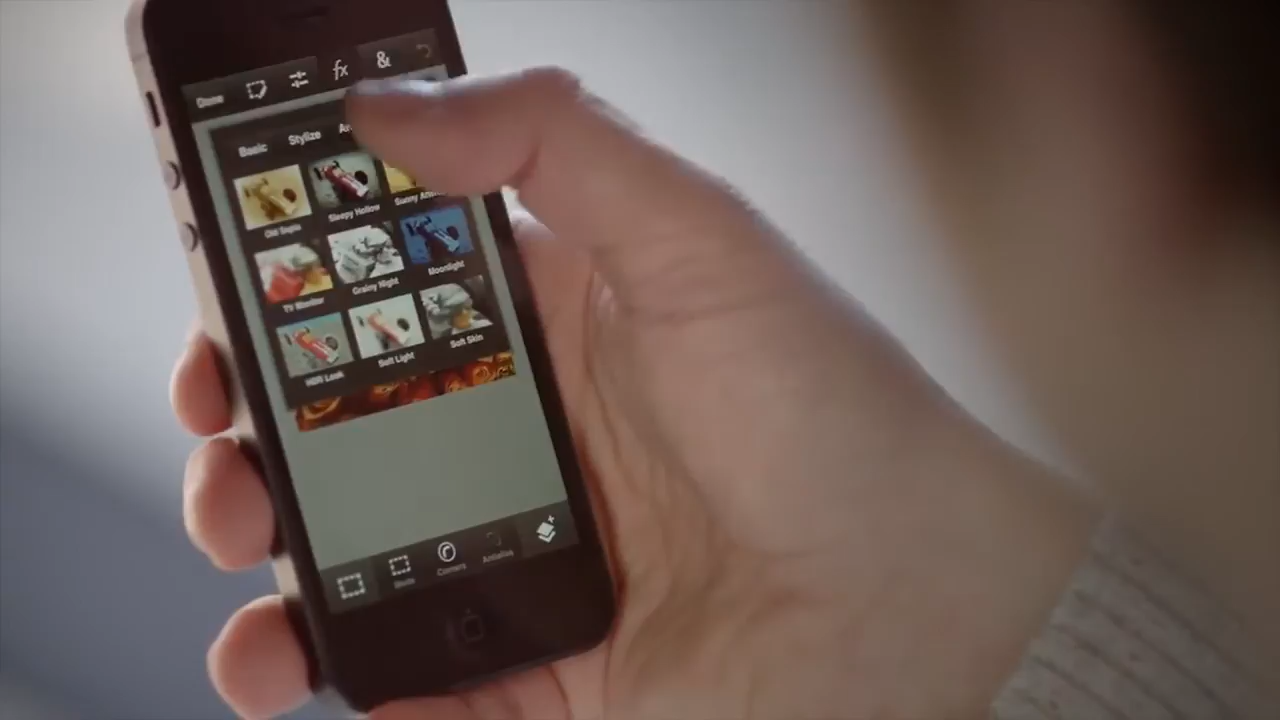 Done fx &
Basic Stylize
Old Sepia Sleepy Hollow Sunny
TV Monitor Grainy Night Moonlight
HDR Look Soft Light Soft Skin
Mode Corners Antialias